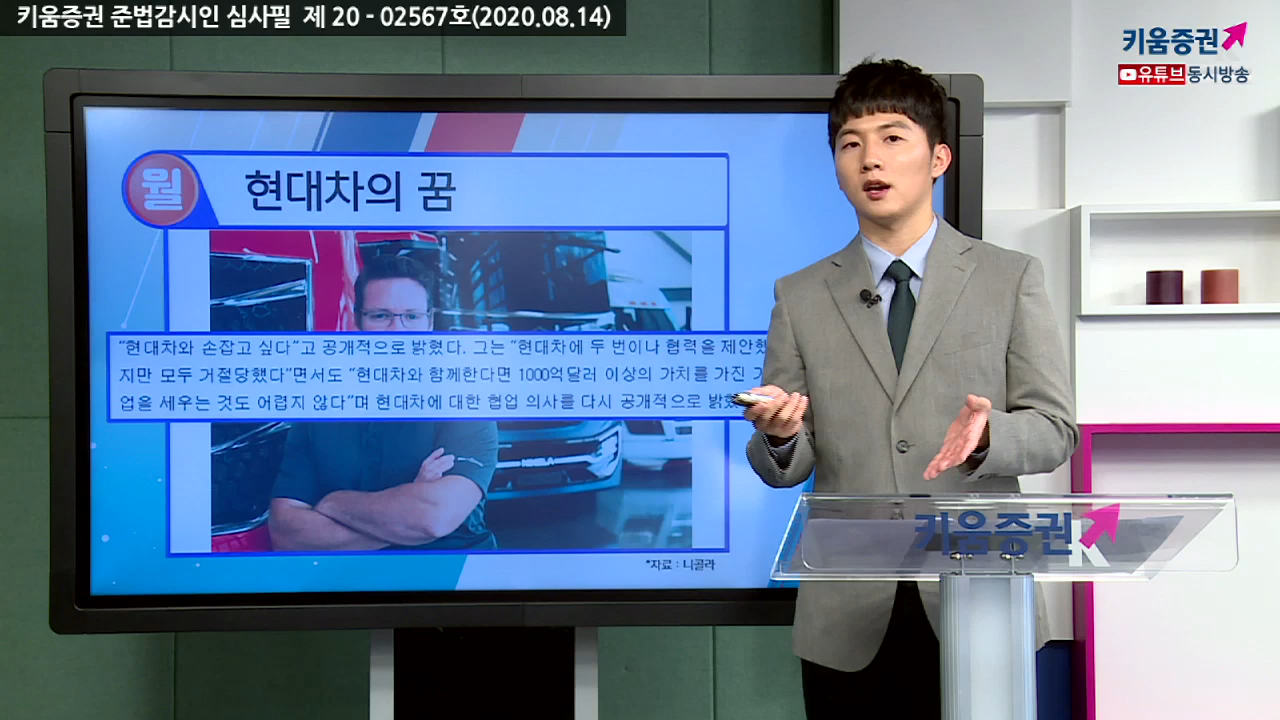 키움증권 준법감시인 심사필 제 20 - 02567호(2020.08.14)
키움증권
유튜브동시방송
월
현대차의 꿈
"현대차와 손잡고 싶다"고 공개적으로 밝혔다. 그는 "현대차에 두 번이나 협력을 제안했
지만 모두 거절당했다"면서도 "현대차와 함께한다면 1000억달러 이상의 가치를 가진
업을 세우는 것도 어렵지 않다"며 현대차에 대한 협업 의사를 다시 공개적으로
*자료 : 니콜라
키움증권
K